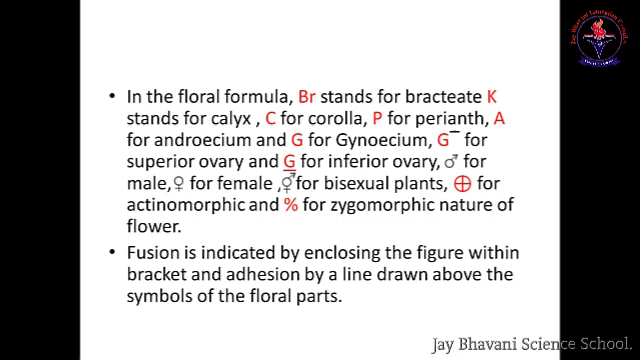 • In the floral formula, Br stands for bracteate K
stands for calyx , C for corolla, P for perianth, A
for androecium and G for Gynoecium, G¯ for
superior ovary and G̲ for inferior ovary, ♂ for
male, ♀ for female ,⚥ for bisexual plants, ⊕ for
actinomorphic and % for zygomorphic nature of
flower.
• Fusion is indicated by enclosing the figure within
bracket and adhesion by a line drawn above the
symbols of the floral parts.
Jay Bhavani Science School.